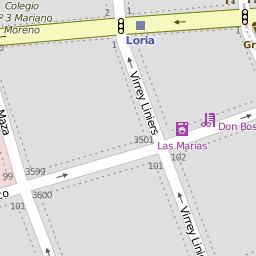 Colegio
° 3 Mariano
Moreno
2
1
Loria
1
Gr
Virrey Liniers
Maza
Don Bos
3501
Las Marías
102
101
99
3599
3600
101
o
Virrey Lini